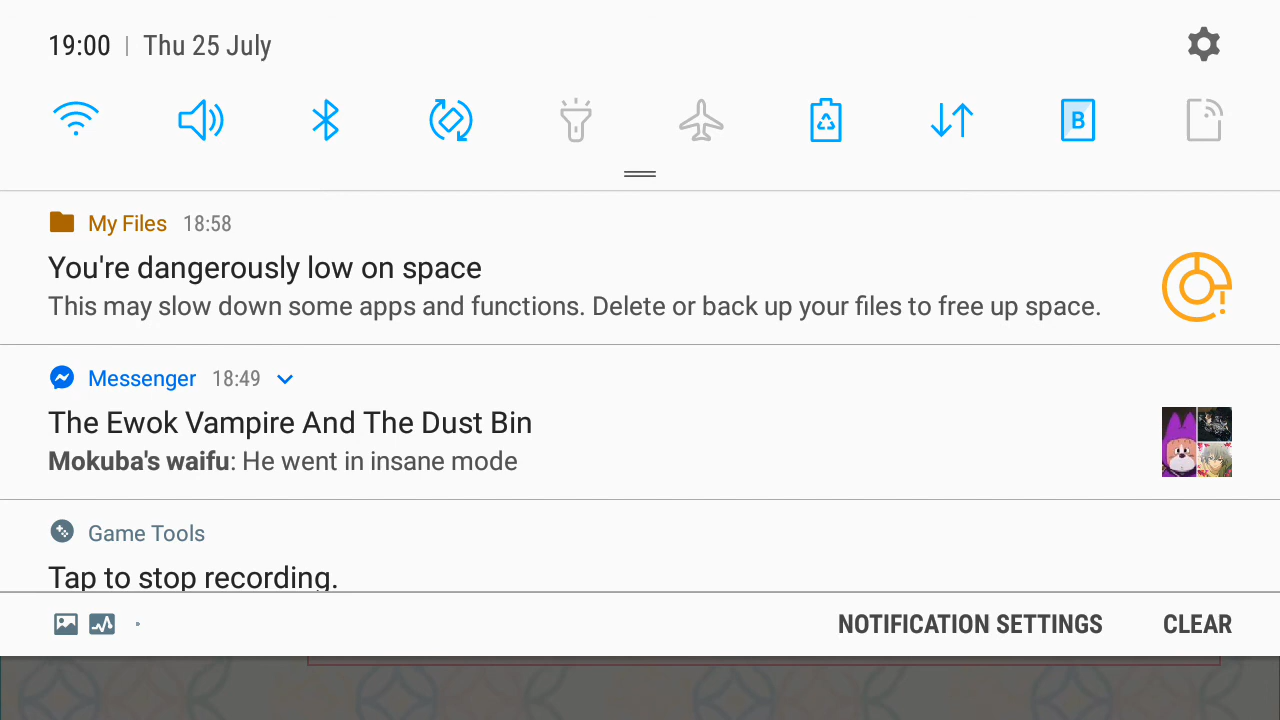 19:00 | Thu 25 July
B
My Files 18:58
You're dangerously low on space
This may slow down some apps and functions. Delete or back up your files to free up space.
Messenger 18:49
The Ewok Vampire And The Dust Bin
Mokuba's waifu: He went in insane mode
Game Tools
Tap to stop recording.
NOTIFICATION SETTINGS CLEAR